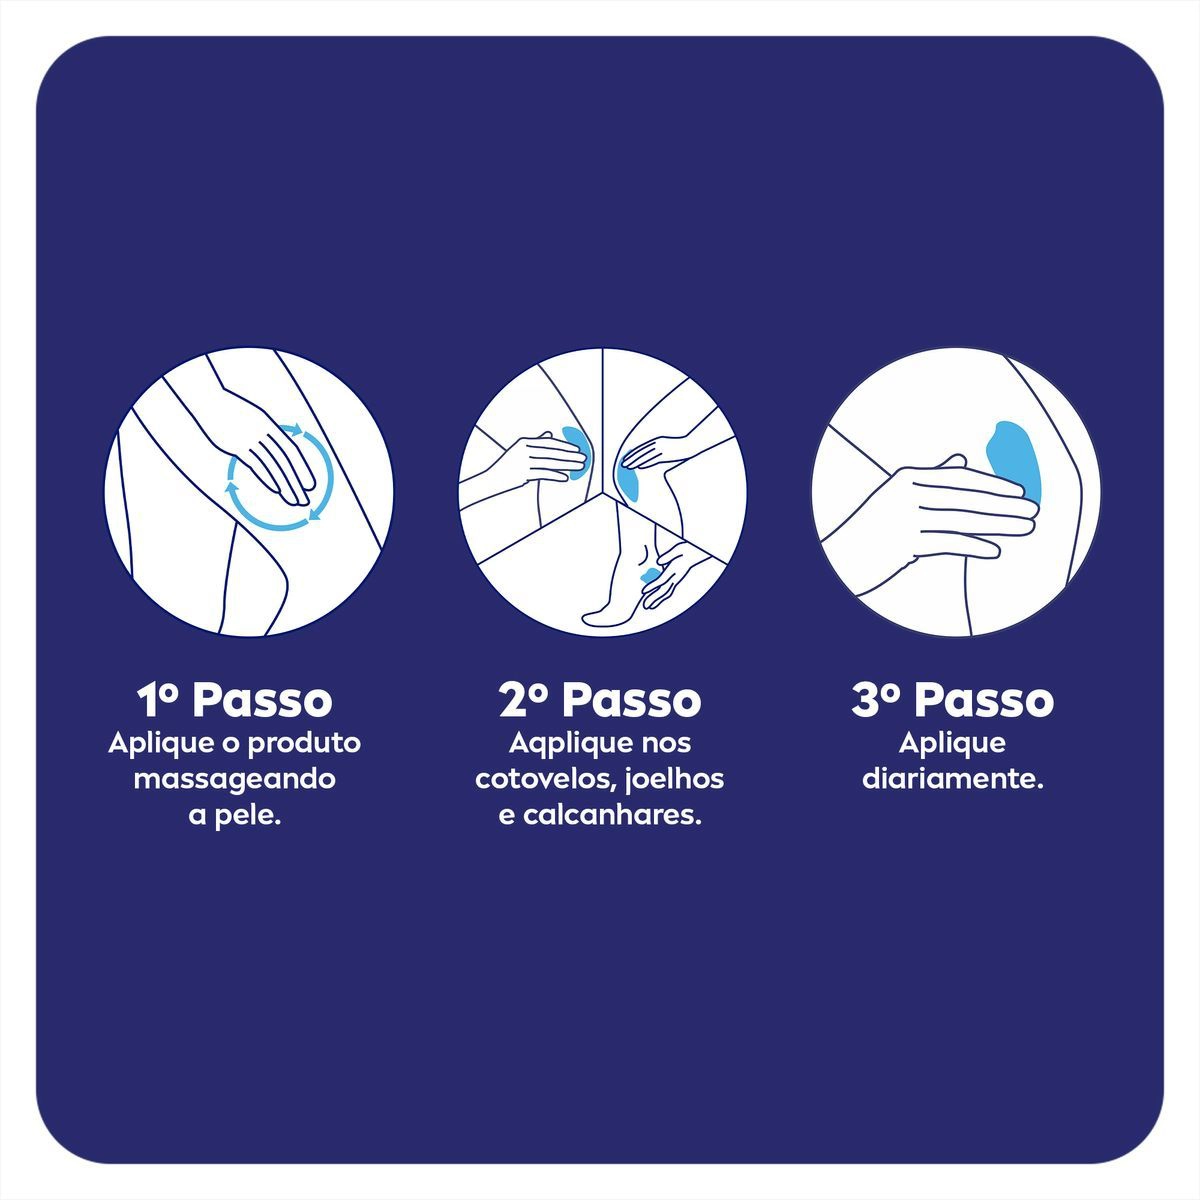 1º Passo
Aplique o produto
massageando
a pele.
2º Passo
Aqplique nos
cotovelos, joelhos
e calcanhares.
3º Passo
Aplique
diariamente.